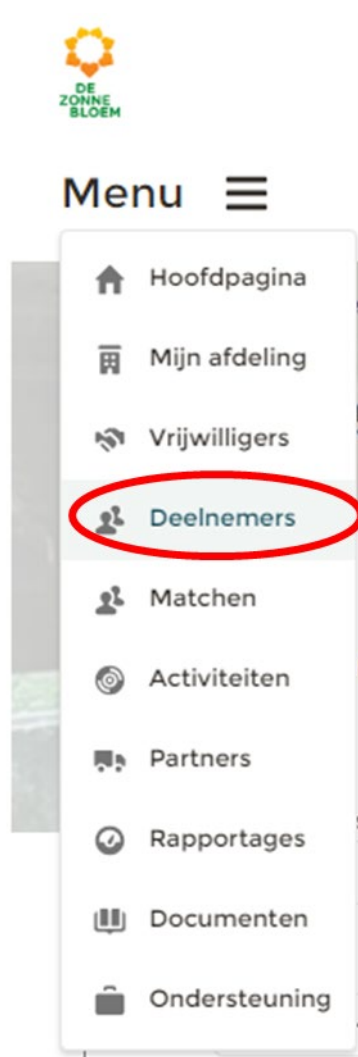 DE
ZONNE
BLOEM
Menu
Hoofdpagina
Mijn afdeling
Vrijwilligers
Deelnemers
Matchen
Activiteiten
Partners
Rapportages
Documenten
Ondersteuning